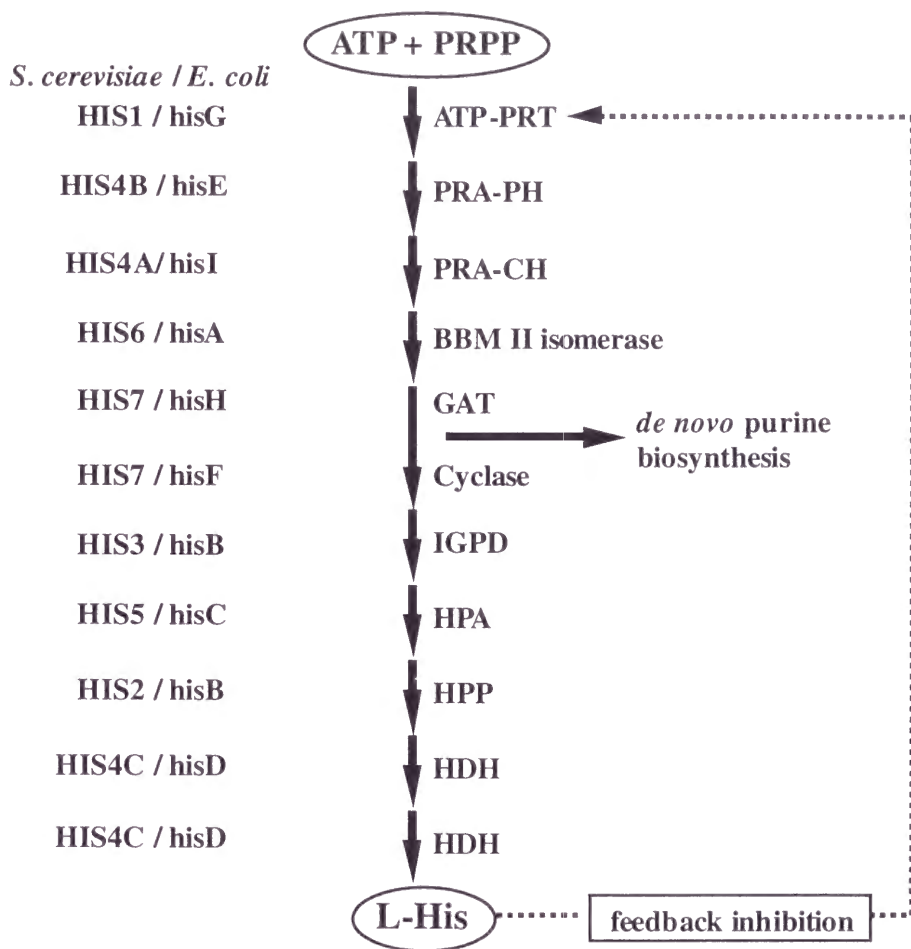 ATP + PRPP
S. cerevisiae / E. coli
HIS1 / hisG
ATP-PRT
HIS4B / hisE
PRA-PH
HIS4A/ hisI
PRA-CH
HIS6 / hisA
BBM II isomerase
HIS7 / hisH
GAT
de novo purine
biosynthesis
HIS7 / hisF
Cyclase
HIS3 / hisB
IGPD
HIS5 / hisC
HPA
HIS2 / hisB
HPP
HIS4C / hisD
HDH
HIS4C / hisD
HDH
L-His
feedback inhibition